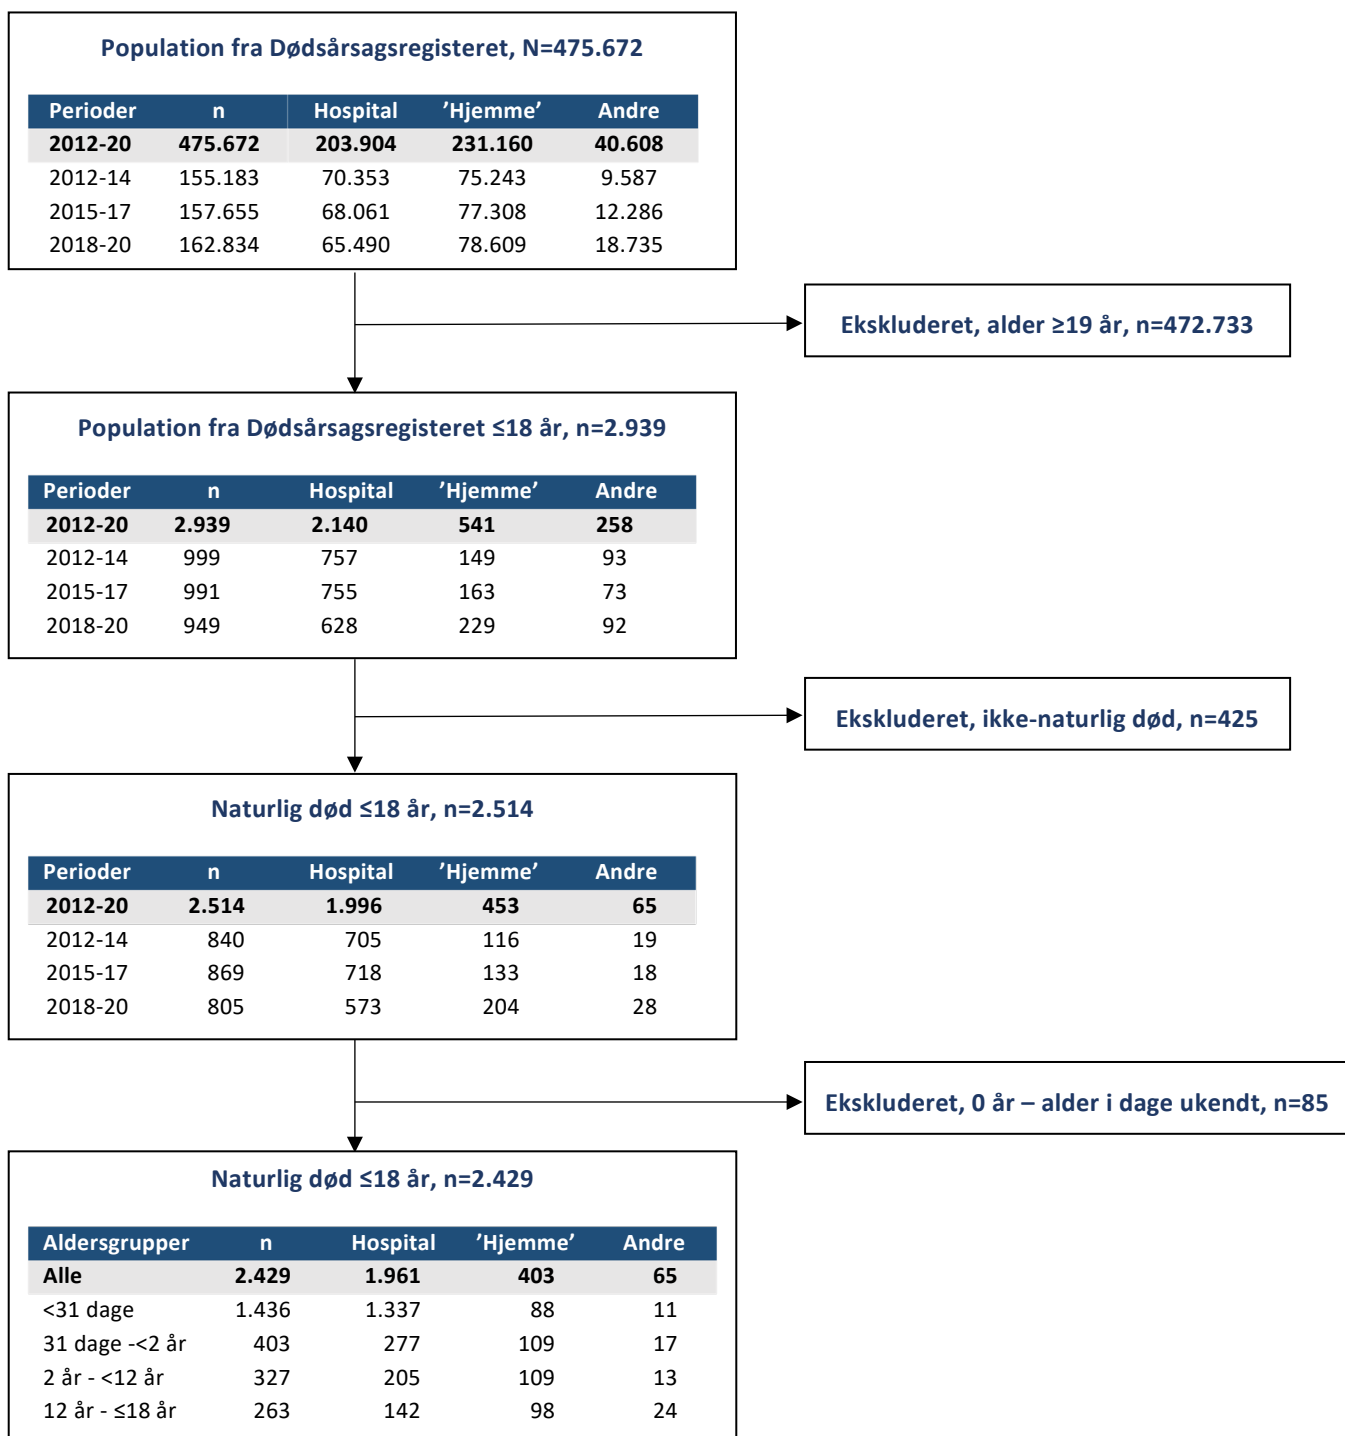 Population fra Dødsårsagsregisteret, N=475.672
Perioder n Hospital ’Hjemme’ Andre
2012-20 475.672 203.904 231.160 40.608
2012-14 155.183 70.353 75.243 9.587
2015-17 157.655 68.061 77.308 12.286
2018-20 162.834 65.490 78.609 18.735
Ekskluderet, alder ≥19 år, n=472.733
Population fra Dødsårsagsregisteret ≤18 år, n=2.939
Perioder n Hospital ’Hjemme’ Andre
2012-20 2.939 2.140 541 258
2012-14 999 757 149 93
2015-17 991 755 163 73
2018-20 949 628 229 92
Ekskluderet, ikke-naturlig død, n=425
Naturlig død ≤18 år, n=2.514
Perioder n Hospital ’Hjemme’ Andre
2012-20 2.514 1.996 453 65
2012-14 840 705 116 19
2015-17 869 718 133 18
2018-20 805 573 204 28
Ekskluderet, 0 år – alder i dage ukendt, n=85
Naturlig død ≤18 år, n=2.429
Aldersgrupper n Hospital ’Hjemme’ Andre
Alle 2.429 1.961 403 65
<31 dage 1.436 1.337 88 11
31 dage -<2 år 403 277 109 17
2 år - <12 år 327 205 109 13
12 år - ≤18 år 263 142 98 24